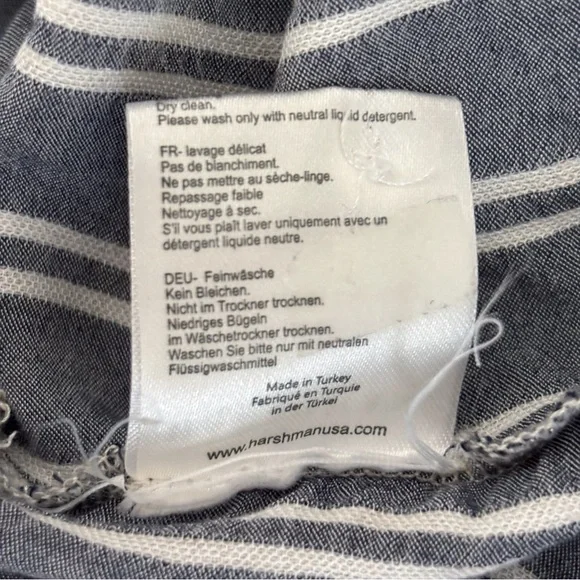 Dry clean.
Please wash only with neutral liquid detergent.
FR- lavage délicat
Pas de blanchiment.
Ne pas mettre au sèche-linge.
Repassage faible
Nettoyage à sec.
S'il vous plaît laver uniquement avec un
détergent liquide neutre.
DEU- Feinwäsche
Kein Bleichen.
Nicht im Trockner trocknen.
Niedriges Bügeln
im Wäschetrockner trocknen.
Waschen Sie bitte nur mit neutralen
Flüssigwaschmittel
Made in Turkey
Fabriqué en Turquie
in der Türkei
www.harshmanusa.com